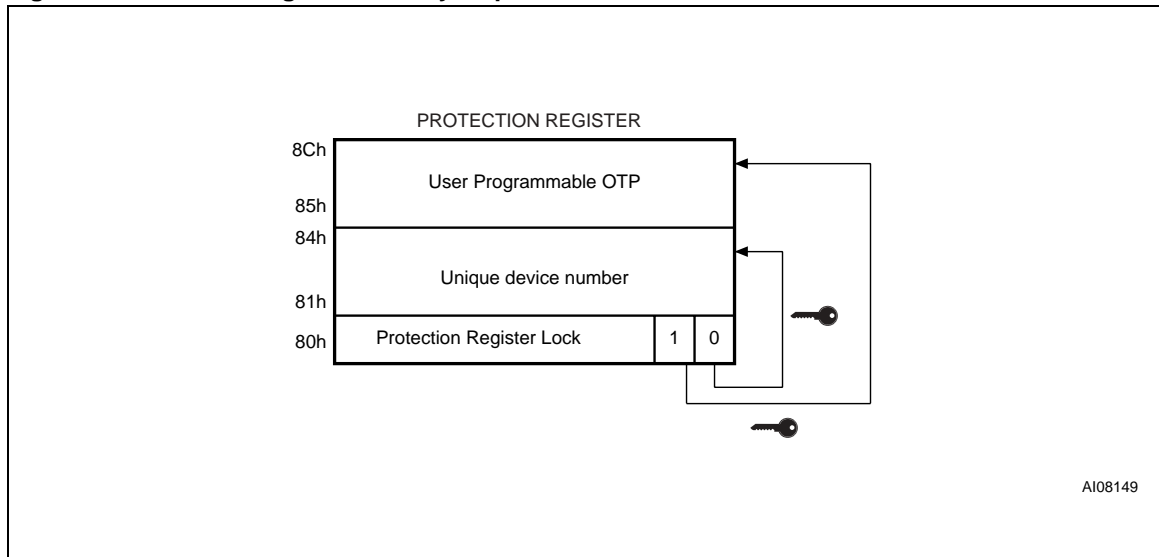 PROTECTION REGISTER
8Ch
User Programmable OTP
85h
84h
Unique device number
81h
80h Protection Register Lock 1 0
AI08149